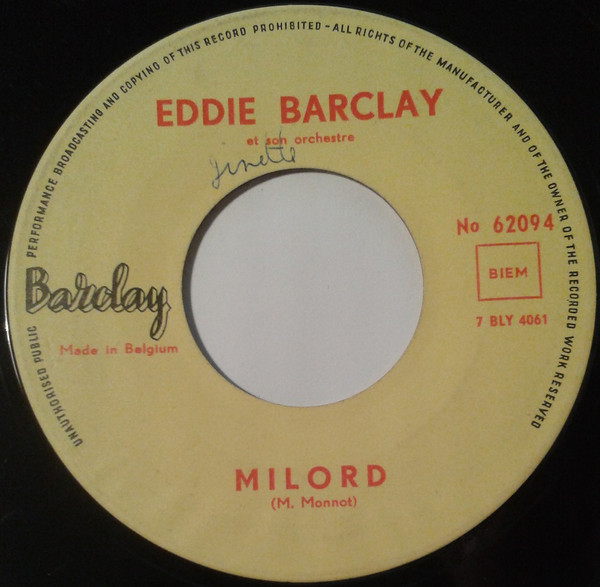 UNAUTHORISED PUBLIC PERFORMANCE BROADCASTING AND COPYING OF THIS RECORD PROHIBITED - ALL RIGHTS OF THE MANUFACTURER AND OF THE OWNER OF THE RECORDED WORK RESERVED
EDDIE BARCLAY
et son orchestre
Ginette
No 62094
BIEM
7 BLY 4061
Barclay
Made in Belgium
MILORD
(M. Monnot)